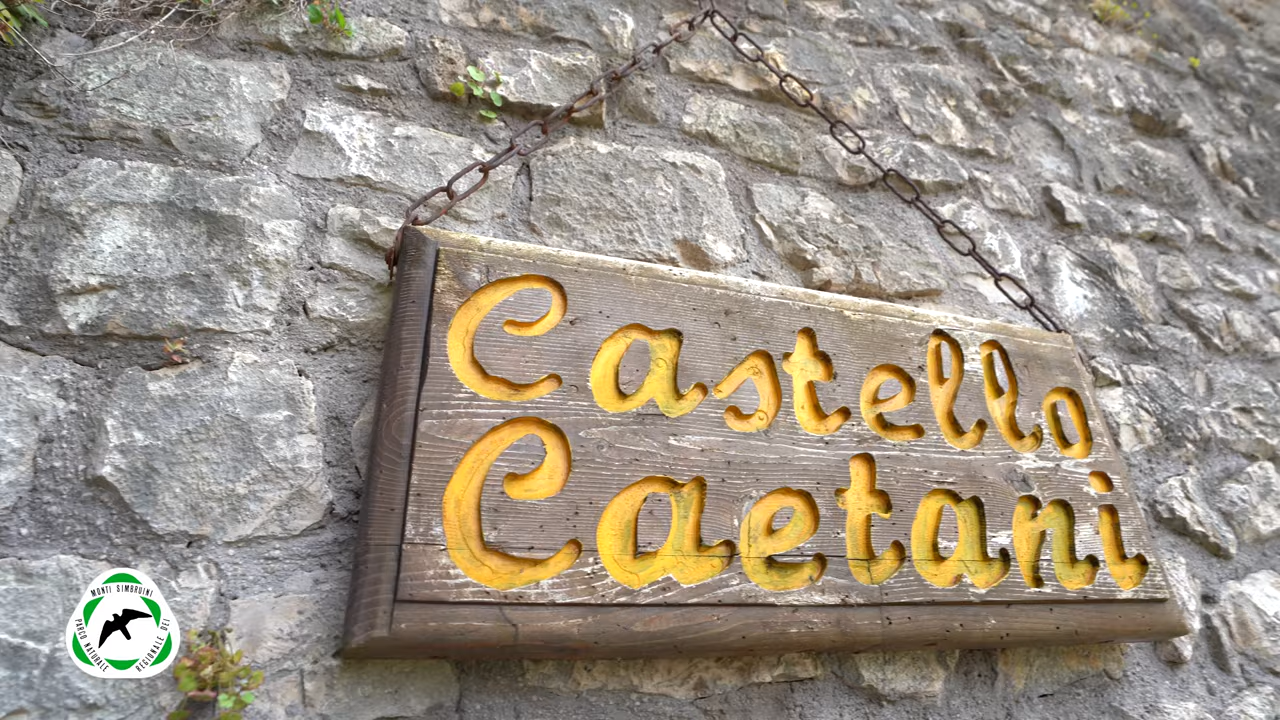 Castello
Caetani
MONTI SIMBRUINI
PARCO NATURALE
REGIONALE DEI